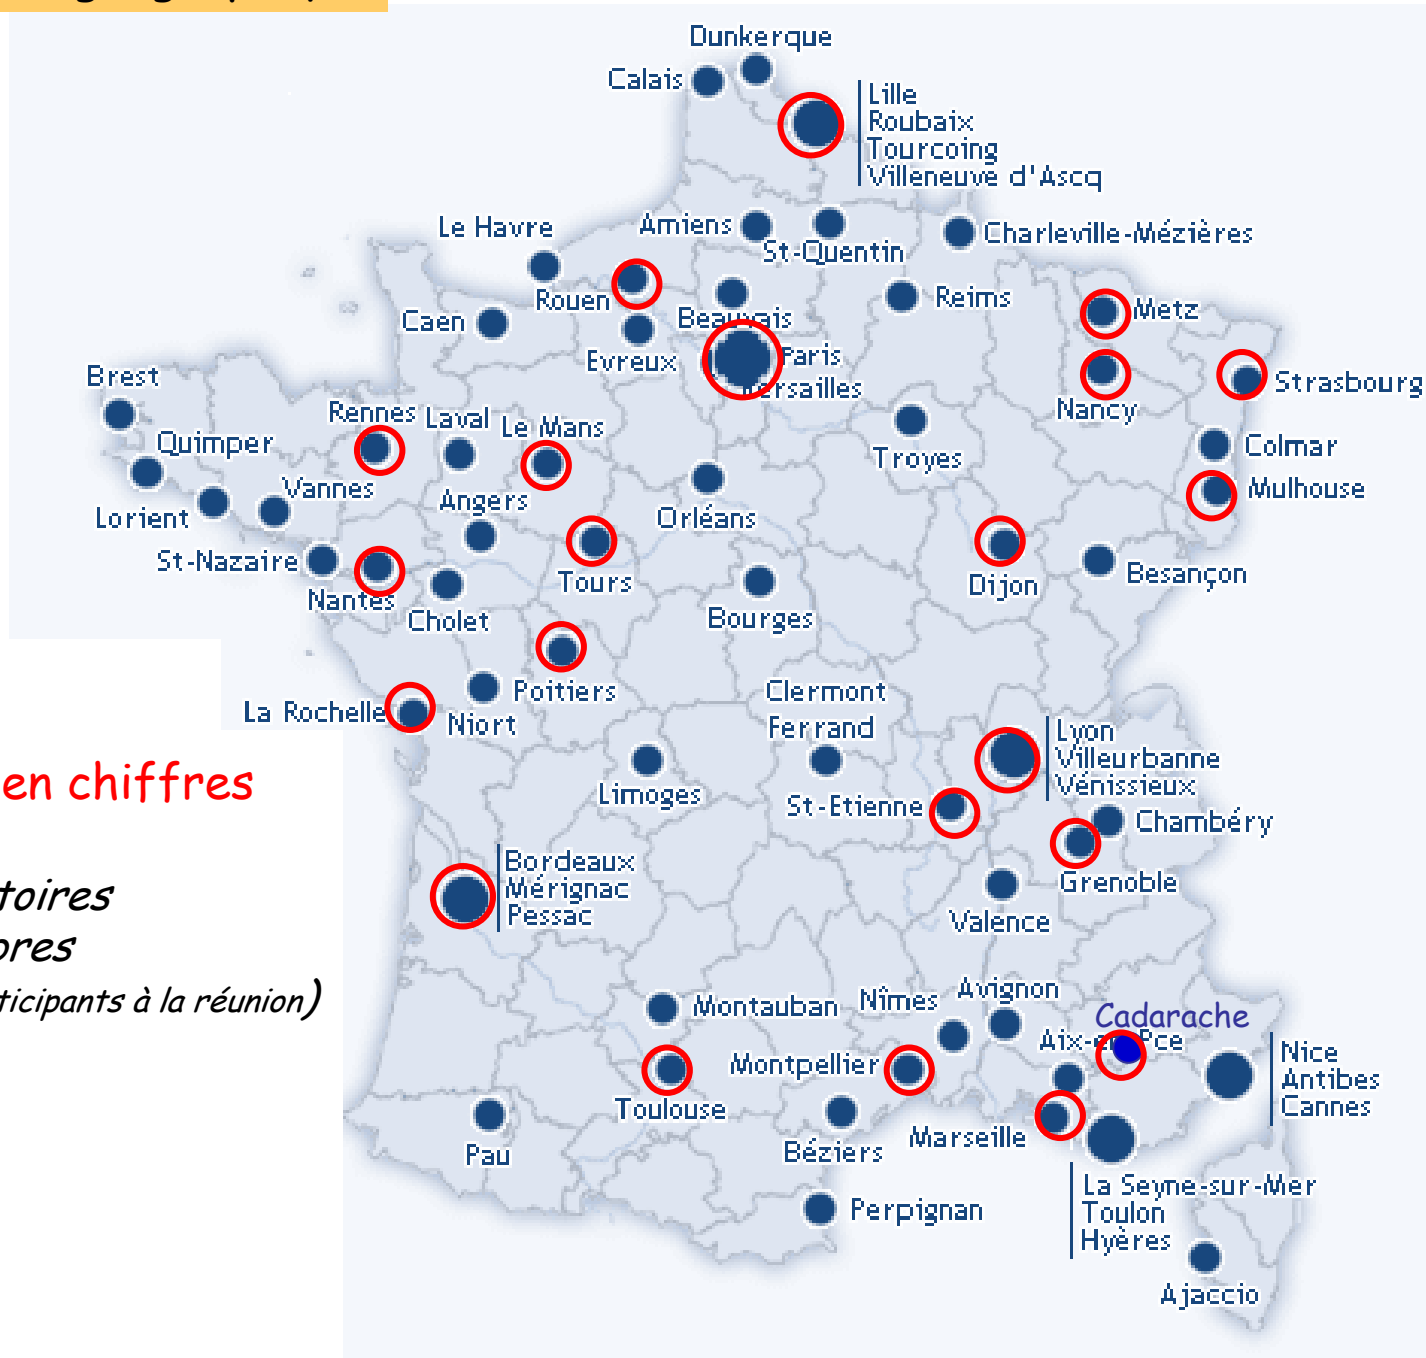 Dunkerque
Calais
Lille
Roubaix
Tourcoing
Villeneuve d'Ascq
Le Havre
Amiens
St-Quentin
Charleville-Mézières
Rouen
Beauvais
Reims
Metz
Caen
Evreux
Paris
Versailles
Nancy
Strasbourg
Brest
Rennes
Laval
Le Mans
Quimper
Troyes
Colmar
Vannes
Angers
Mulhouse
Lorient
Orléans
St-Nazaire
Tours
Dijon
Besançon
Nantes
Cholet
Bourges
Poitiers
La Rochelle
Niort
Clermont
Ferrand
Lyon
Villeurbanne
Vénissieux
en chiffres
Limoges
St-Etienne
Chambéry
Grenoble
Bordeaux
Mérignac
Pessac
toires
Valence
à la réunion)
Montauban
Nîmes
Avignon
Cadarache
Aix-en-Pce
Montpellier
Nice
Antibes
Cannes
Toulouse
Pau
Béziers
Marseille
La Seyne-sur-Mer
Toulon
Hyères
Perpignan
Ajaccio